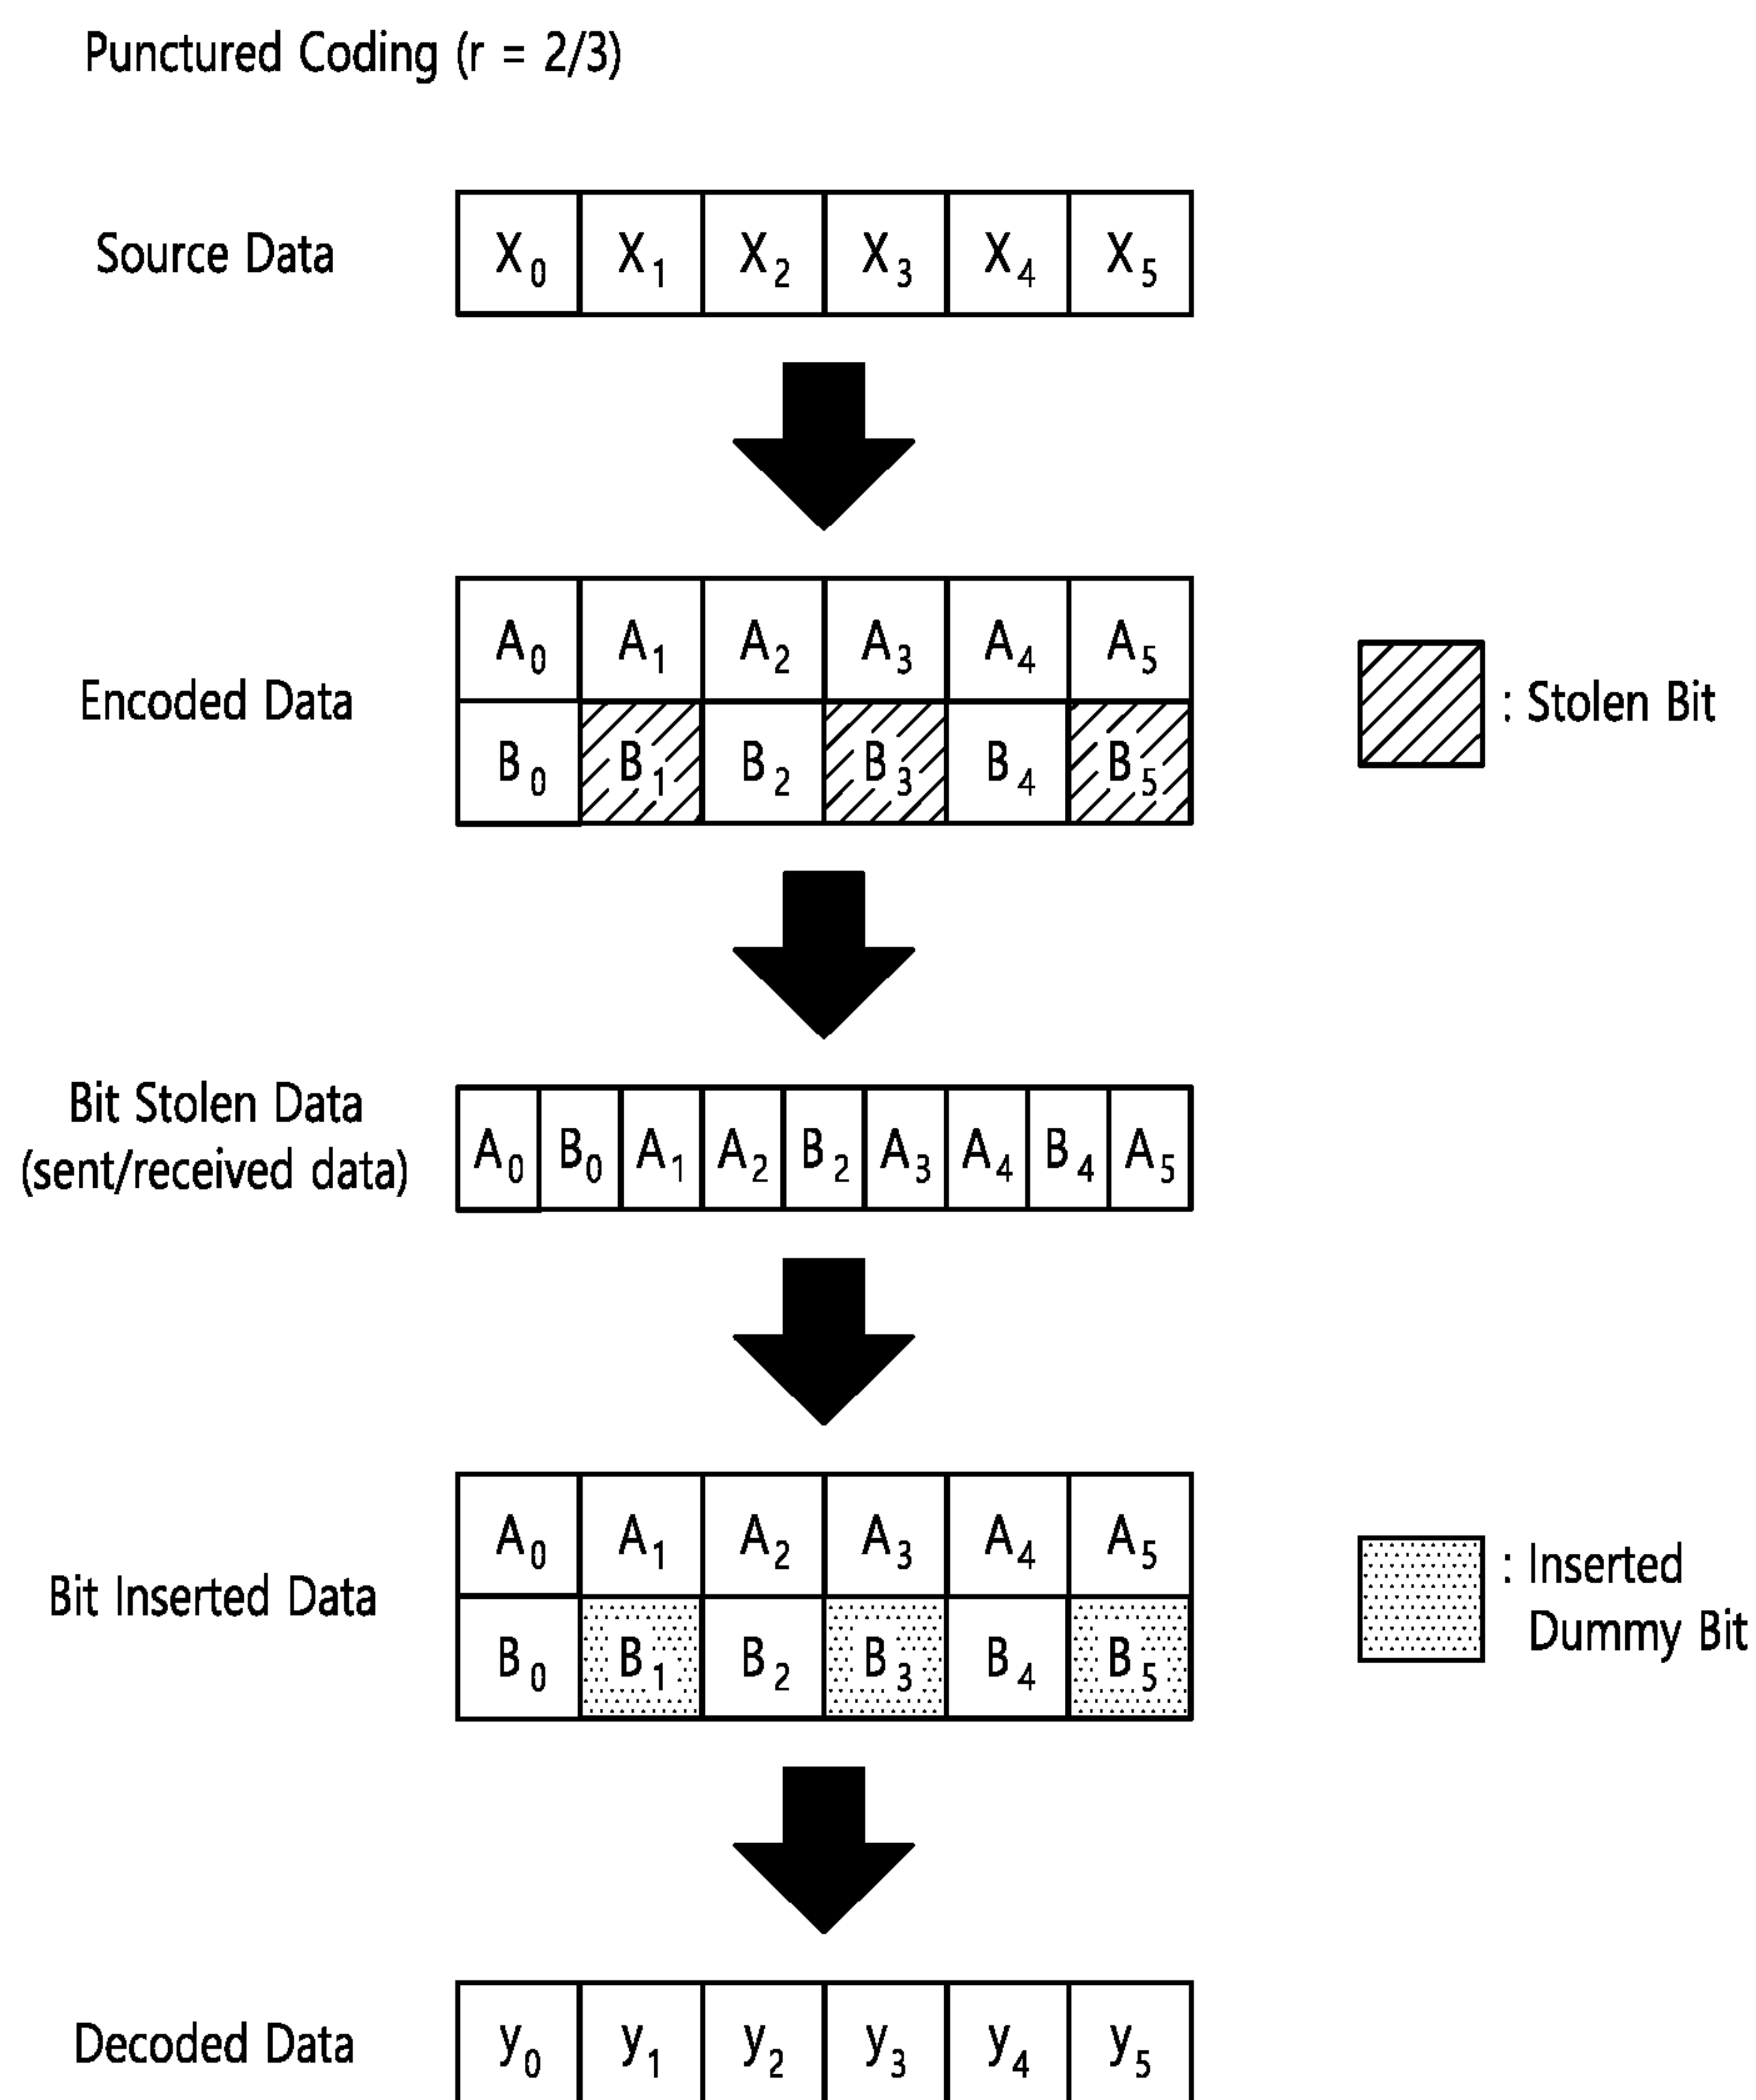 Punctured Coding (r = 2/3)
Source Data X0 X1 X2 X3 X4 X5
A0 A1 A2 A3 A4 A5
Encoded Data
: Stolen Bit
B0 B1 B2 B3 B4 B5
Bit Stolen Data
(sent/received data)
A0 B0 A1 A2 B2 A3 A4 B4 A5
A0 A1 A2 A3 A4 A5
Bit Inserted Data
: Inserted
Dummy Bit
B0 B1 B2 B3 B4 B5
Decoded Data y0 y1 y2 y3 y4 y5